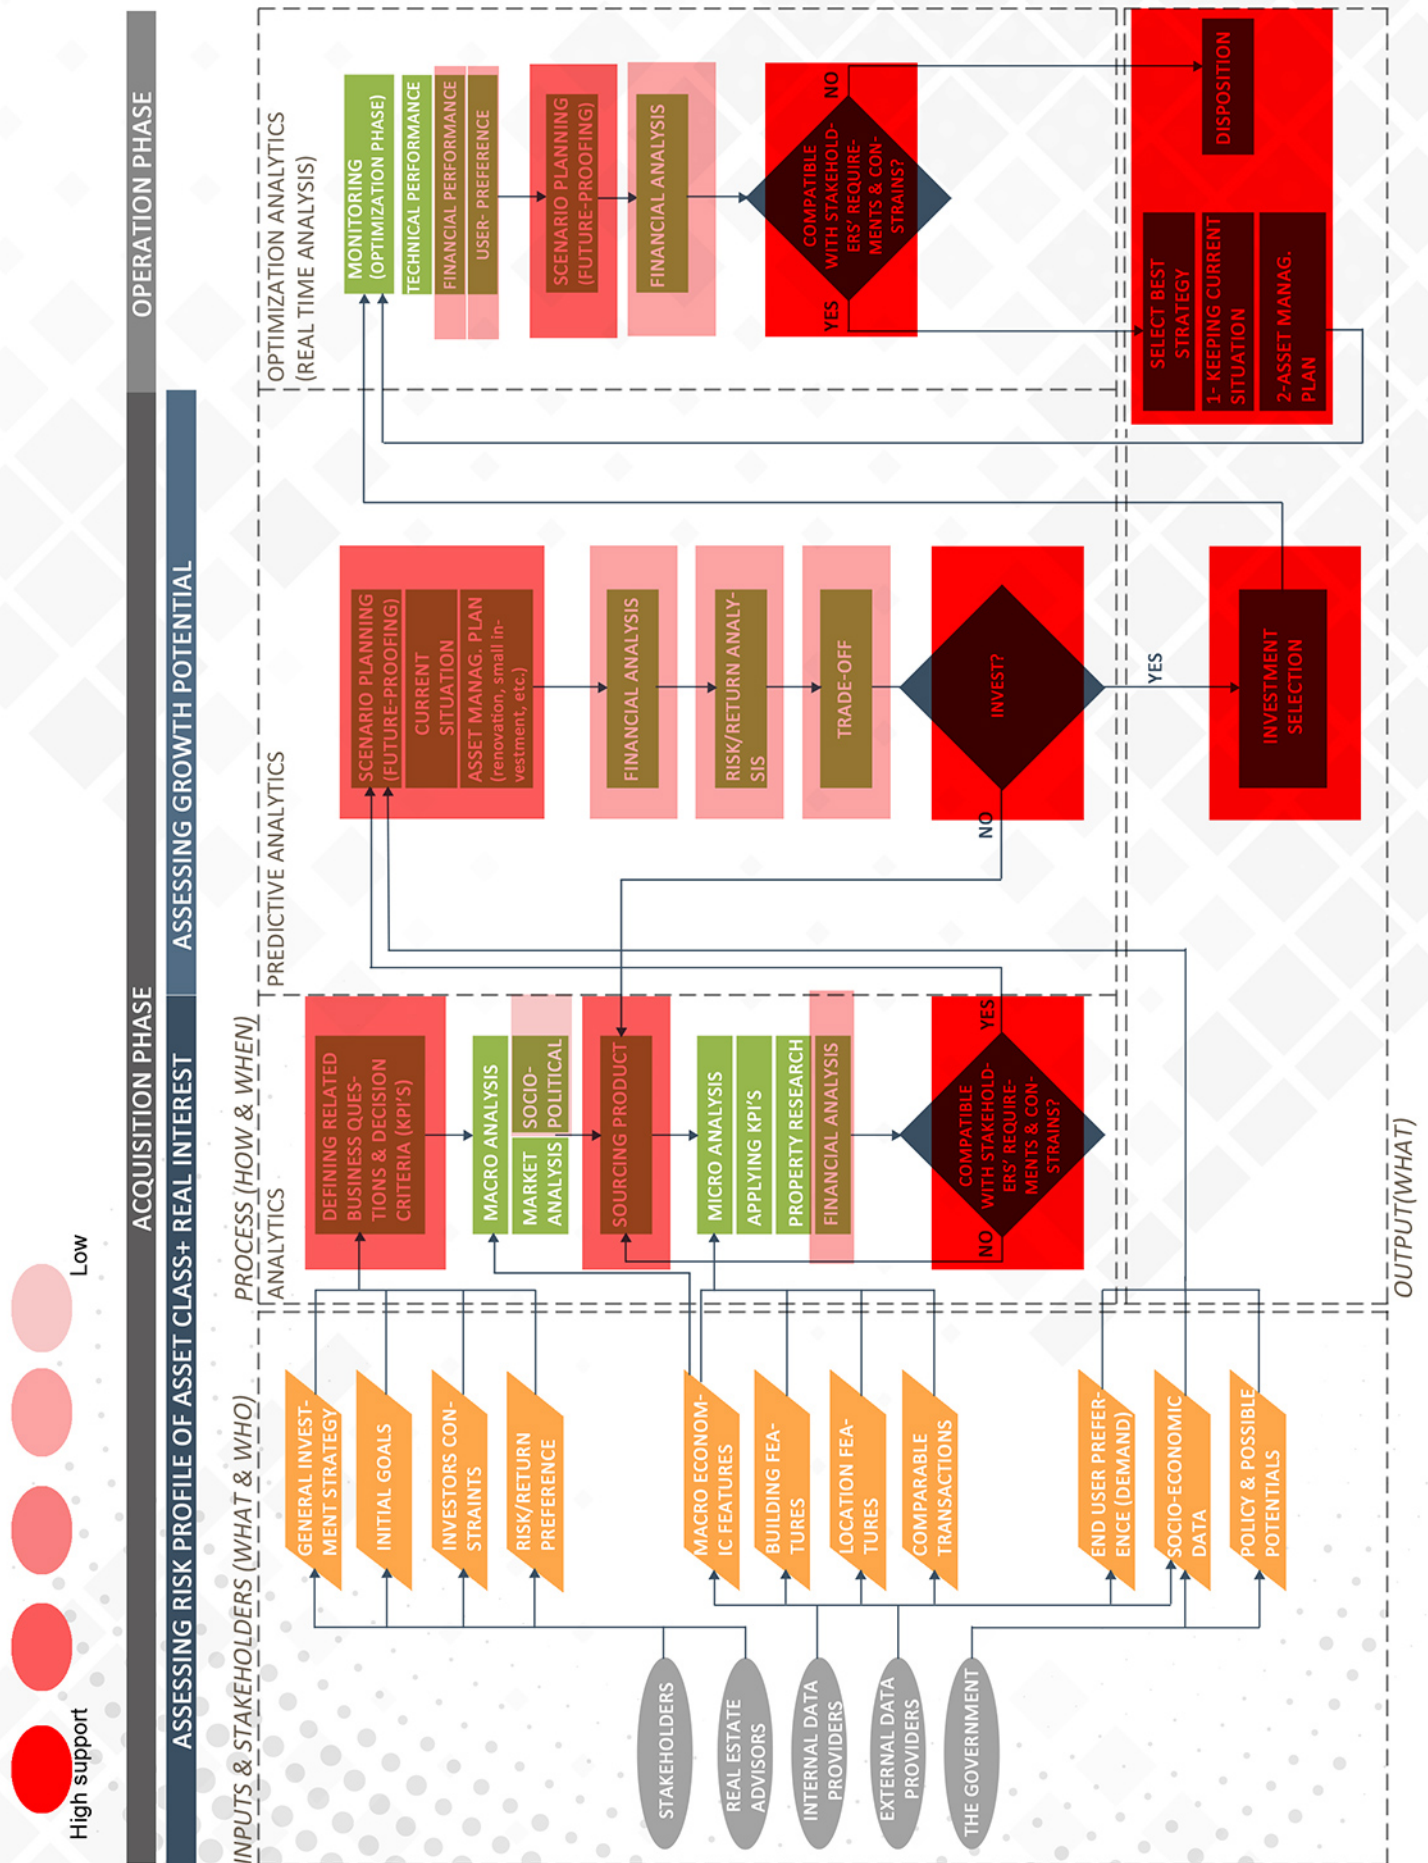 High support
Low
ACQUISITION PHASE
OPERATION PHASE
ASSESSING RISK PROFILE OF ASSET CLASS+ REAL INTEREST
ASSESSING GROWTH POTENTIAL
INPUTS & STAKEHOLDERS (WHAT & WHO)
PROCESS (HOW & WHEN)
ANALYTICS
PREDICTIVE ANALYTICS
OPTIMIZATION ANALYTICS
(REAL TIME ANALYSIS)
STAKEHOLDERS
REAL ESTATE
ADVISORS
INTERNAL DATA
PROVIDERS
EXTERNAL DATA
PROVIDERS
THE GOVERNMENT
GENERAL INVEST-
MENT STRATEGY
INITIAL GOALS
INVESTORS CON-
STRAINTS
RISK/RETURN
PREFERENCE
MACRO ECONOM-
IC FEATURES
BUILDING FEA-
TURES
LOCATION FEA-
TURES
COMPARABLE
TRANSACTIONS
END USER PREFER-
ENCE (DEMAND)
SOCIO-ECONOMIC
DATA
POLICY & POSSIBLE
POTENTIALS
DEFINING RELATED
BUSINESS QUES-
TIONS & DECISION
CRITERIA (KPI'S)
MACRO ANALYSIS
MARKET
ANALYSIS
SOCIO-
POLITICAL
SOURCING PRODUCT
MICRO ANALYSIS
APPLYING KPI'S
PROPERTY RESEARCH
FINANCIAL ANALYSIS
COMPATIBLE
WITH STAKEHOLD-
ERS' REQUIRE-
MENTS & CON-
STRAINS?
NO
YES
SCENARIO PLANNING
(FUTURE-PROOFING)
CURRENT
SITUATION
ASSET MANAG. PLAN
(renovation, small in-
vestment, etc.)
FINANCIAL ANALYSIS
RISK/RETURN ANALY-
SIS
TRADE-OFF
INVEST?
NO
YES
INVESTMENT
SELECTION
MONITORING
(OPTIMIZATION PHASE)
TECHNICAL PERFORMANCE
FINANCIAL PERFORMANCE
USER- PREFERENCE
SCENARIO PLANNING
(FUTURE-PROOFING)
FINANCIAL ANALYSIS
COMPATIBLE
WITH STAKEHOLD-
ERS' REQUIRE-
MENTS & CON-
STRAINS?
YES
NO
SELECT BEST
STRATEGY
1- KEEPING CURRENT
SITUATION
2-ASSET MANAG.
PLAN
DISPOSITION
OUTPUT(WHAT)